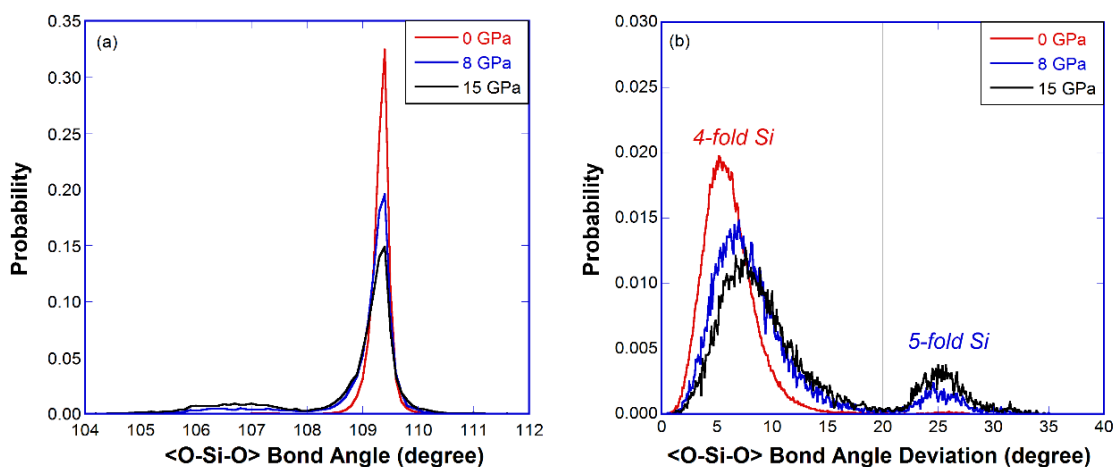 (a)
0 GPa
8 GPa
15 GPa
0.35
0.30
0.25
0.20
0.15
0.10
0.05
0.00
Probability
104 105 106 107 108 109 110 111 112
<O-Si-O> Bond Angle (degree)
(b)
0 GPa
8 GPa
15 GPa
4-fold Si
5-fold Si
0.030
0.025
0.020
0.015
0.010
0.005
0.000
Probability
0 5 10 15 20 25 30 35 40
<O-Si-O> Bond Angle Deviation (degree)